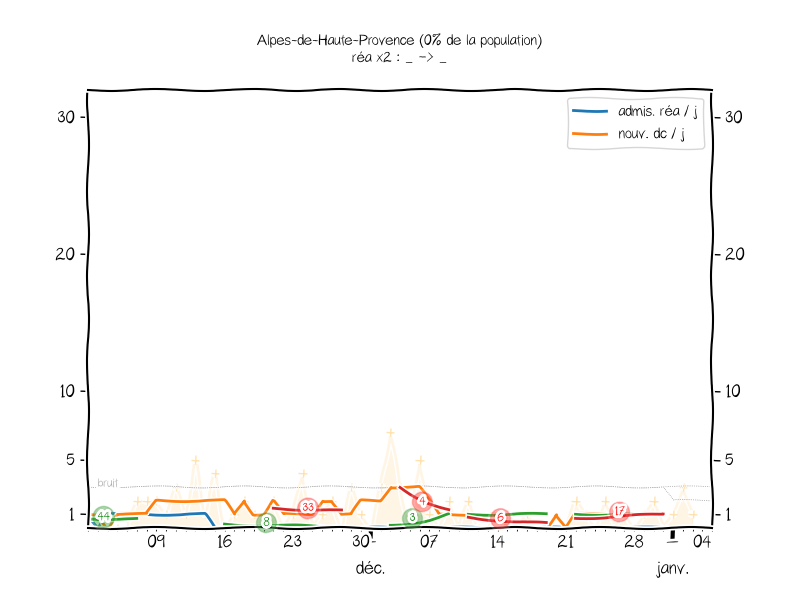 Alpes-de-Haute-Provence (0% de la population)
réa x2 : _ -> _
admis. réa / j
nouv. dc / j
30
30
20
20
10
10
5
5
bruit
1
1
44
8
33
3
4
6
17
09 16 23 30 07 14 21 28 04
déc. janv.